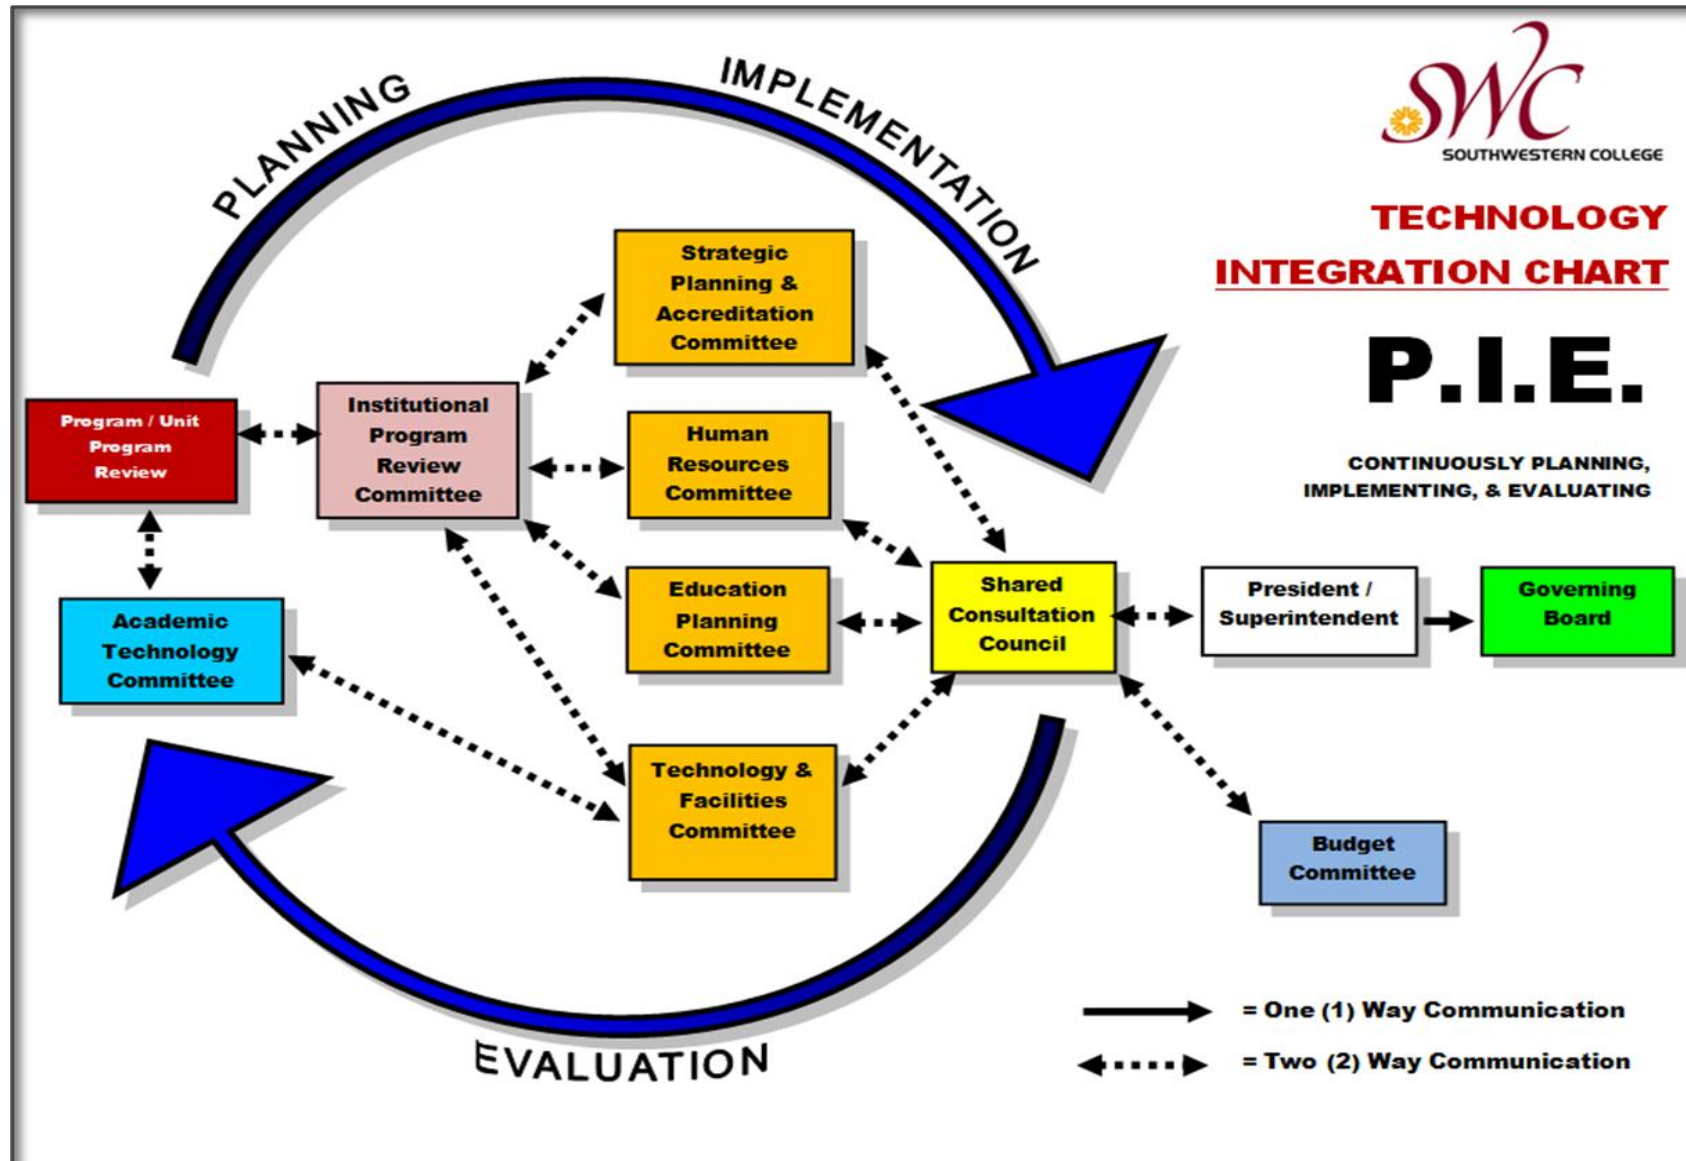 PLANNING
IMPLEMENTATION
SWC
SOUTHWESTERN COLLEGE
TECHNOLOGY
INTEGRATION CHART
P.I.E.
CONTINUOUSLY PLANNING,
IMPLEMENTING, & EVALUATING
Strategic
Planning &
Accreditation
Committee
Program / Unit
Program
Review
Institutional
Program
Review
Committee
Human
Resources
Committee
Academic
Technology
Committee
Education
Planning
Committee
Shared
Consultation
Council
President /
Superintendent
Governing
Board
Technology &
Facilities
Committee
Budget
Committee
EVALUATION
= One (1) Way Communication
= Two (2) Way Communication